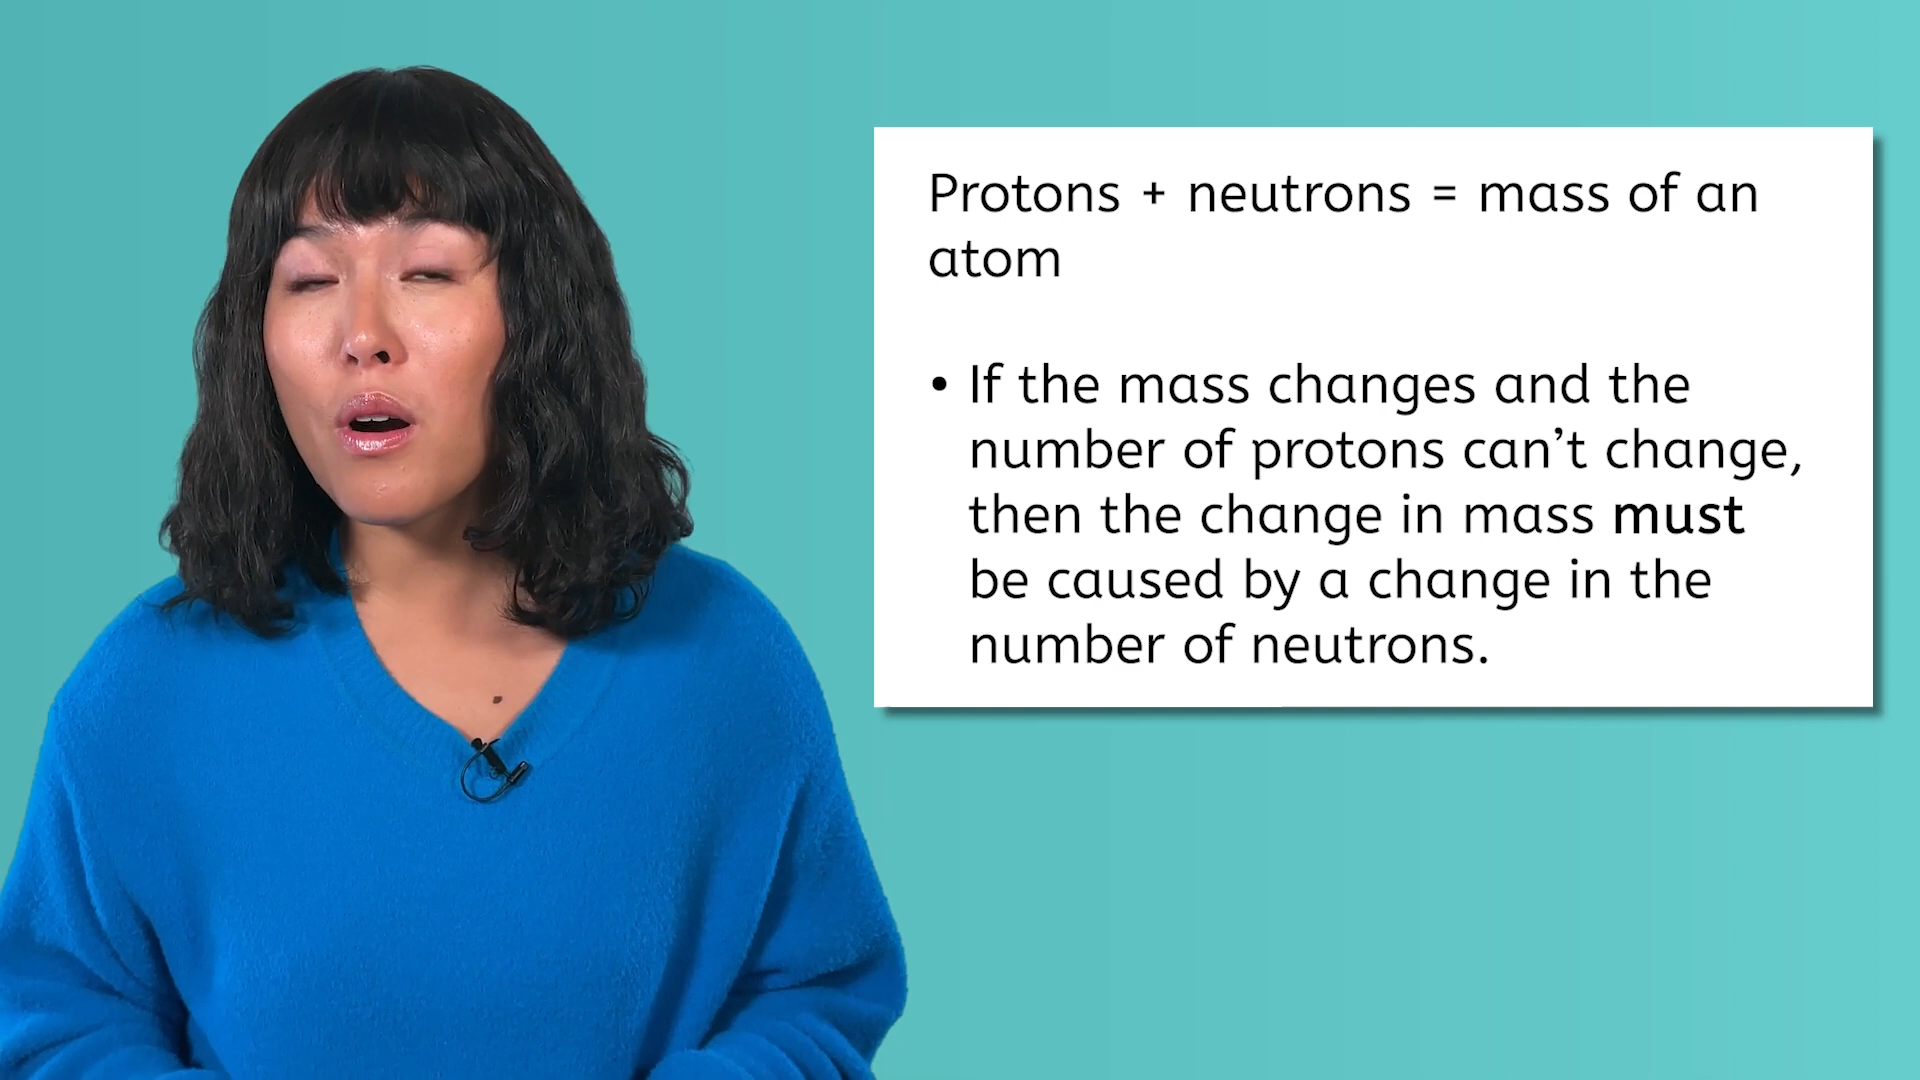 Protons + neutrons = mass of an
atom
• If the mass changes and the
number of protons can’t change,
then the change in mass must
be caused by a change in the
number of neutrons.